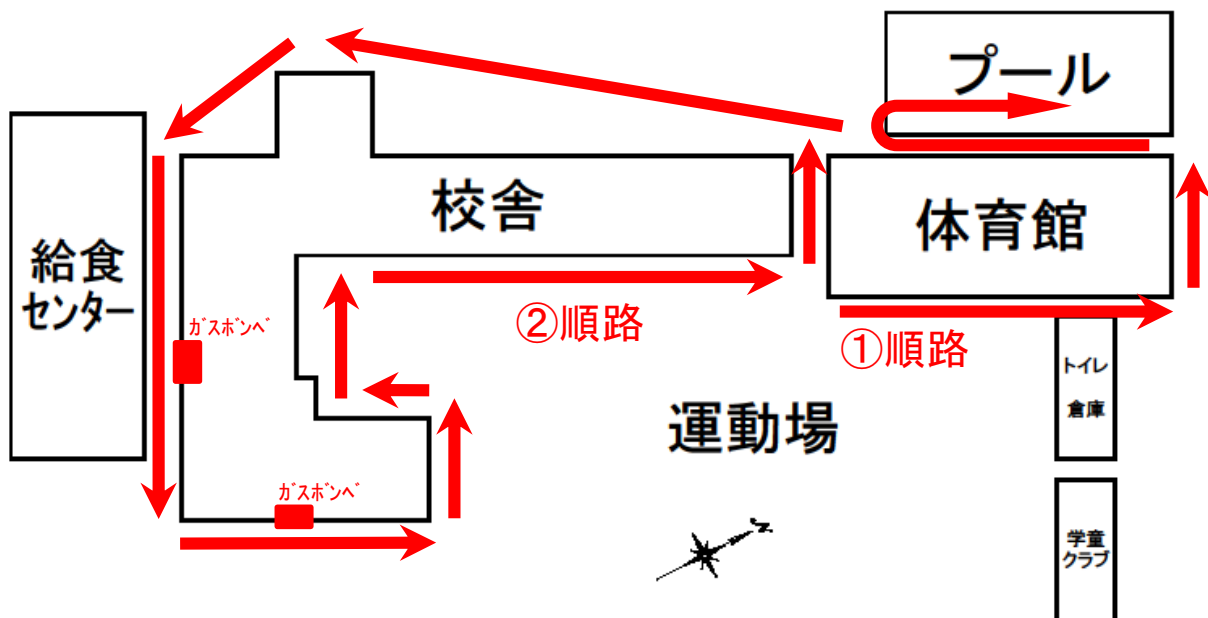 プール
校舎
体育館
給食
センター
ガスボンベ
②順路
①順路
トイレ
倉庫
運動場
ガスボンベ
N
学童
クラブ